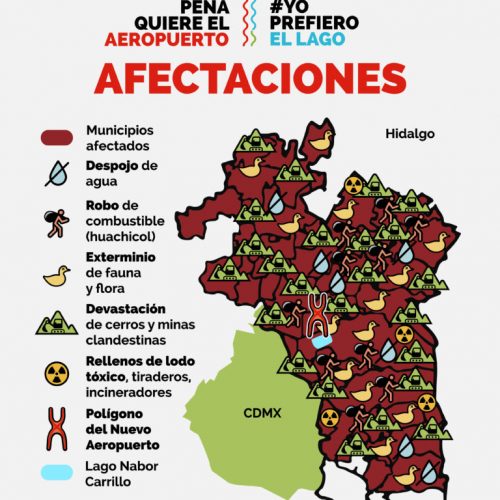 PEÑA
QUIERE EL
AEROPUERTO
#YO
PREFIERO
EL LAGO
AFECTACIONES
Municipios
afectados
Despojo de
agua
Robo de
combustible
(huachicol)
Exterminio
de fauna
y flora
Devastación
de cerros y minas
clandestinas
Rellenos de lodo
tóxico, tiraderos,
incineradores
Polígono
del Nuevo
Aeropuerto
Lago Nabor
Carrillo
Hidalgo
CDMX